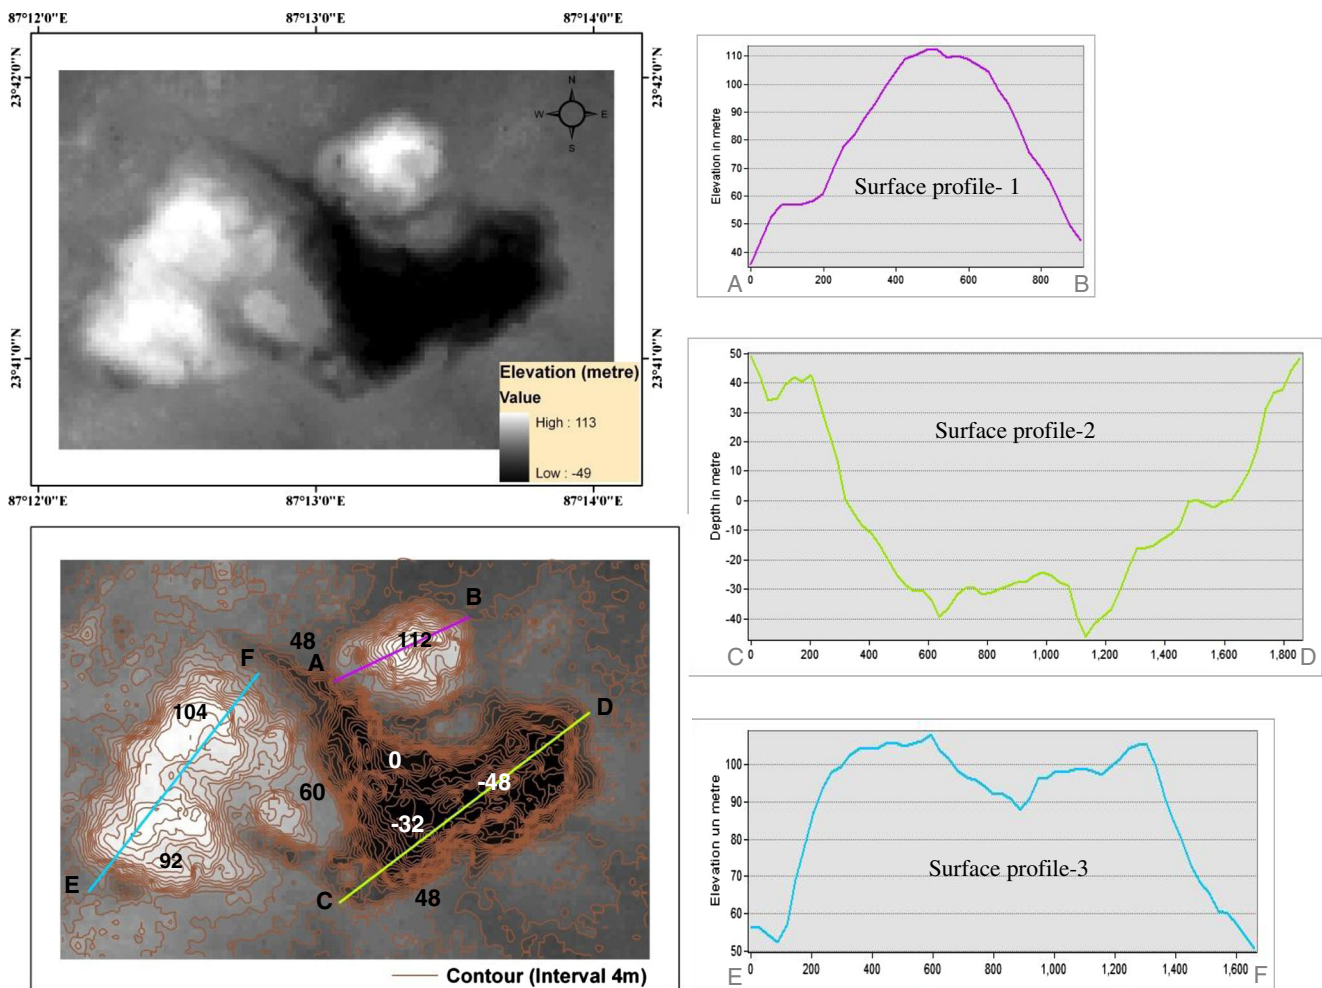 87°12'0"E 87°13'0"E 87°14'0"E
23°42'0"N 23°42'0"N
N
W E
S
23°41'0"N 23°41'0"N
Elevation (metre)
Value
High : 113
Low : -49
87°12'0"E 87°13'0"E 87°14'0"E
B
48
112
F A
104
D
0
-48
60
-32
92
E
C 48
Contour (Interval 4m)
Elevation in metre
110
100
90
80
70
60
50
40
Surface profile- 1
0 200 400 600 800
A B
Depth in metre
50
40
30
20
10
0
-10
-20
-30
-40
Surface profile-2
0 200 400 600 800 1,000 1,200 1,400 1,600 1,800
C D
Elevation un metre
100
90
80
70
60
50
Surface profile-3
0 200 400 600 800 1,000 1,200 1,400 1,600
E F